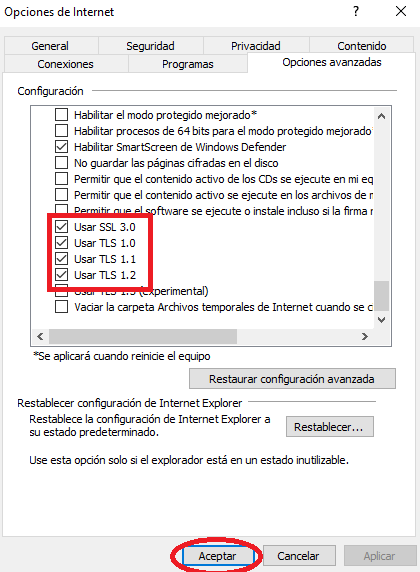 Opciones de Internet
?
General
Seguridad
Privacidad
Contenido
Conexiones
Programas
Opciones avanzadas
Configuración
Habilitar el modo protegido mejorado*
Habilitar procesos de 64 bits para el modo protegido mejorado
Habilitar SmartScreen de Windows Defender
No guardar las páginas cifradas en el disco
Permitir que el contenido activo de los CDs se ejecute en mi eq
Permitir que el contenido activo se ejecute en los archivos de m
Permitir que el software se ejecute o instale incluso si la firma n
Usar SSL 3.0
Usar TLS 1.0
Usar TLS 1.1
Usar TLS 1.2
Usar TLS 1.3 (experimental)
Vaciar la carpeta Archivos temporales de Internet cuando se c
*Se aplicará cuando reinicie el equipo
Restaurar configuración avanzada
Restablecer configuración de Internet Explorer
Restablece la configuración de Internet Explorer a
su estado predeterminado.
Restablecer...
Use esta opción solo si el explorador está en un estado inutilizable.
Aceptar
Cancelar
Aplicar